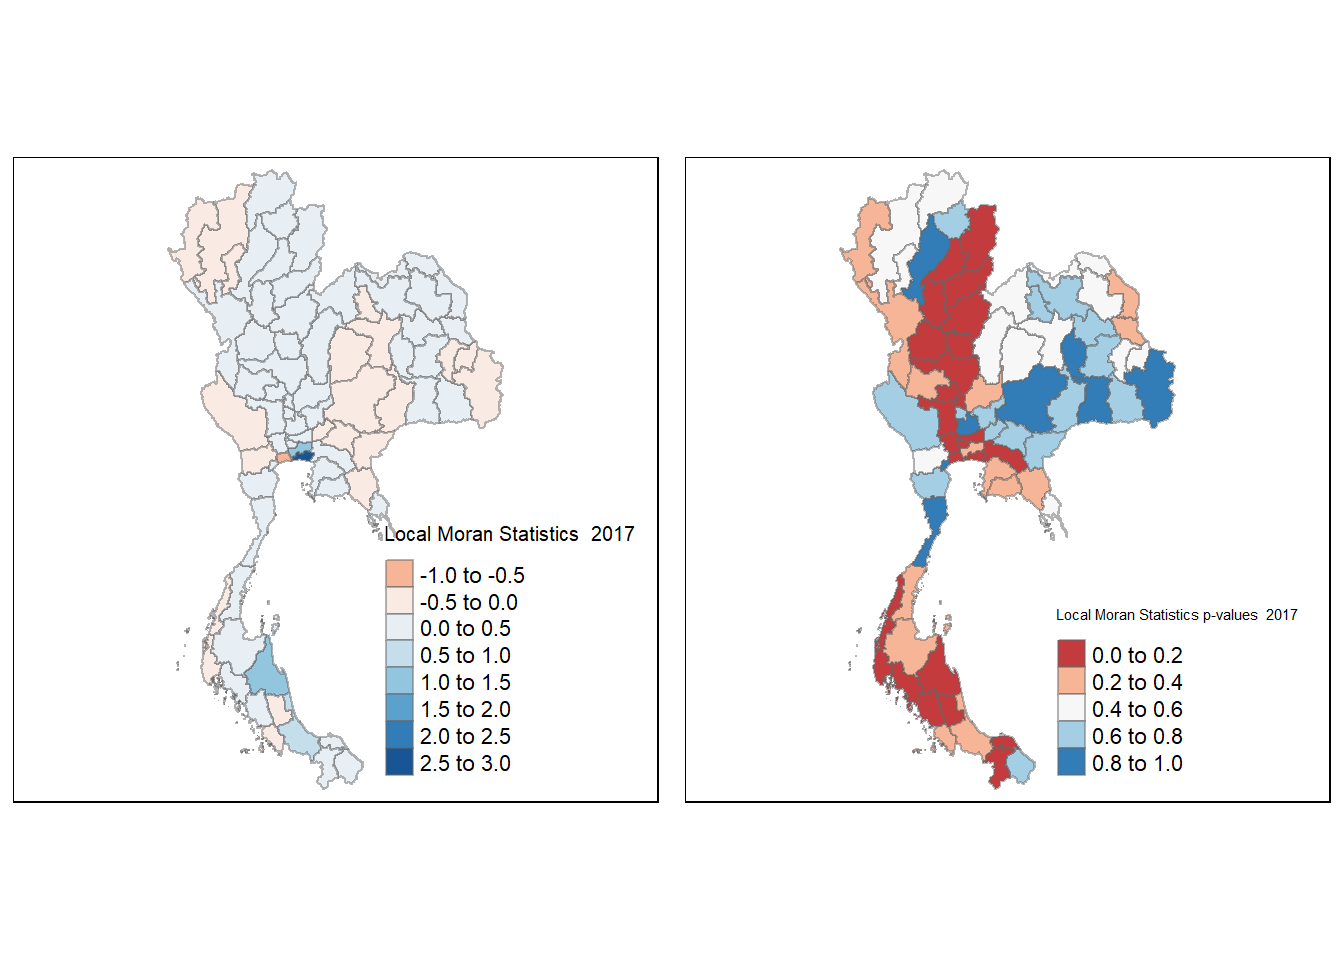 Local Moran Statistics  2017
-1.0 to -0.5
-0.5 to 0.0
0.0 to 0.5
0.5 to 1.0
1.0 to 1.5
1.5 to 2.0
2.0 to 2.5
2.5 to 3.0
Local Moran Statistics p-values  2017
0.0 to 0.2
0.2 to 0.4
0.4 to 0.6
0.6 to 0.8
0.8 to 1.0